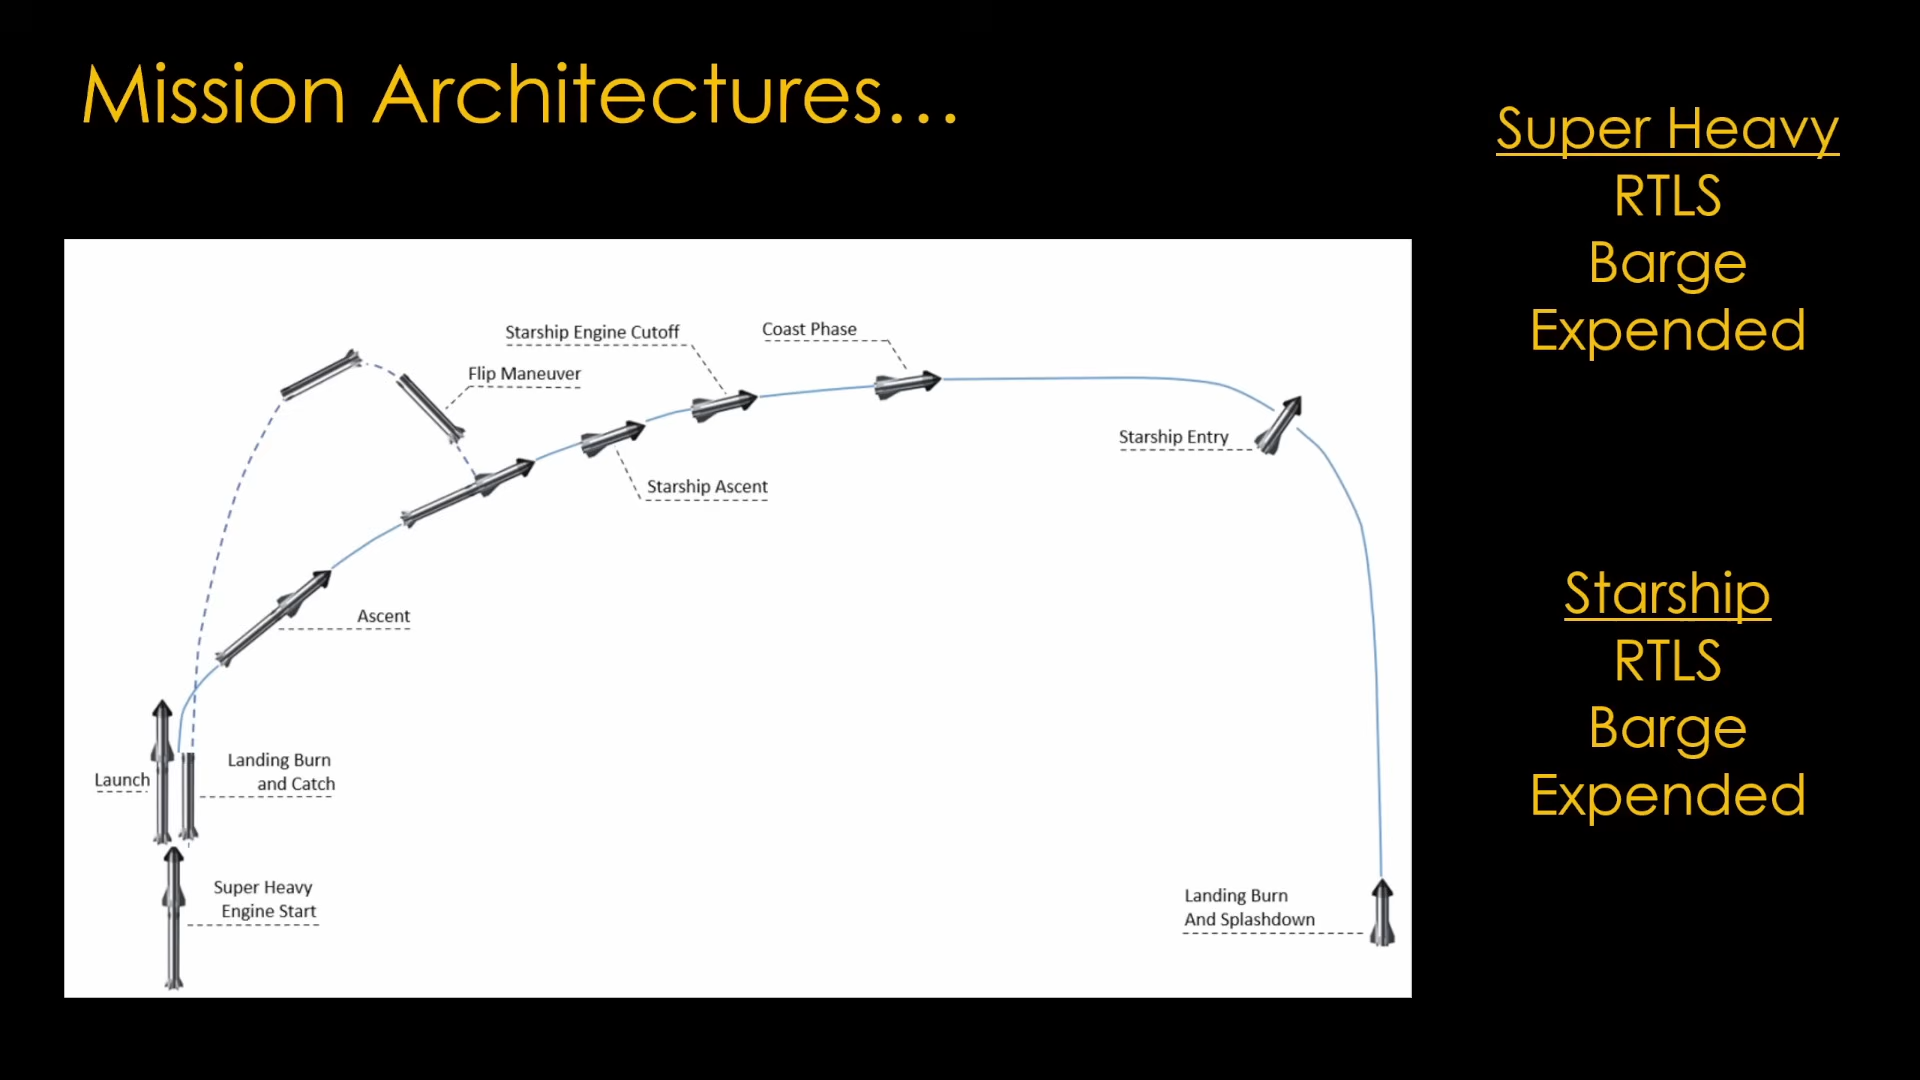 Mission Architectures...
Super Heavy
RTLS
Barge
Expended
Starship
RTLS
Barge
Expended
Starship Engine Cutoff
Coast Phase
Flip Maneuver
Starship Entry
Starship Ascent
Ascent
Launch
Landing Burn
and Catch
Super Heavy
Engine Start
Landing Burn
And Splashdown